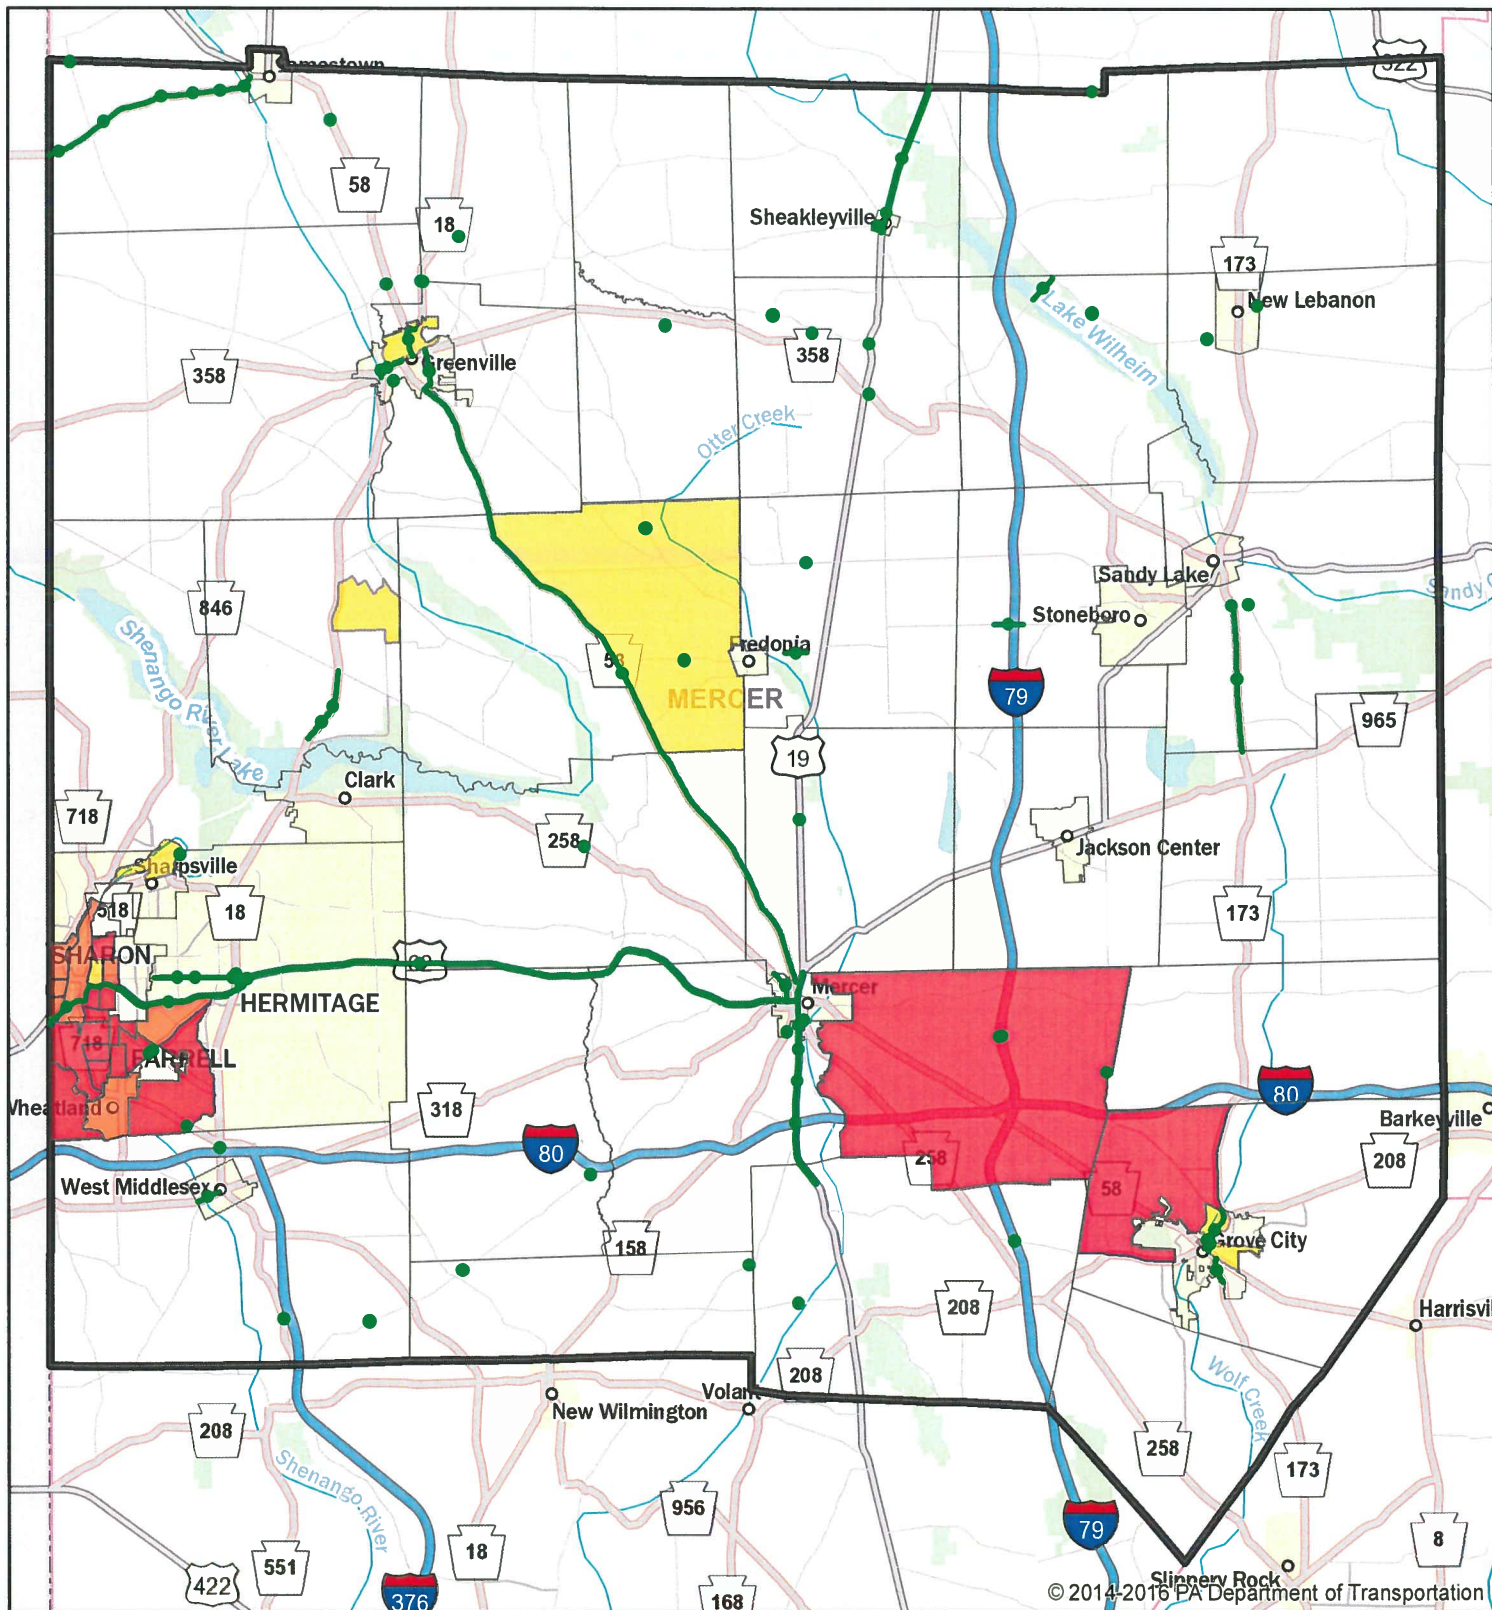 Jamestown
322
58
18
Sheakleyville
173
New Lebanon
Lake Wilheim
358
358
Greenville
Otter Creek
846
Sandy Lake
Sandy
Stoneboro
Shenango River Lake
58
Fredonia
MERCER
79
965
19
Clark
718
258
Jackson Center
Sharpsville
518
18
173
SHARON
62
HERMITAGE
Mercer
718
FARRELL
Wheatland
318
80
80
Barkeyville
258
208
West Middlesex
58
158
Grove City
208
Harrisvi
208
Wolf Creek
Volant
New Wilmington
208
258
173
Shenango River
956
79
8
18
551
422
376
168
Slippery Rock
© 2014-2016 PA Department of Transportation